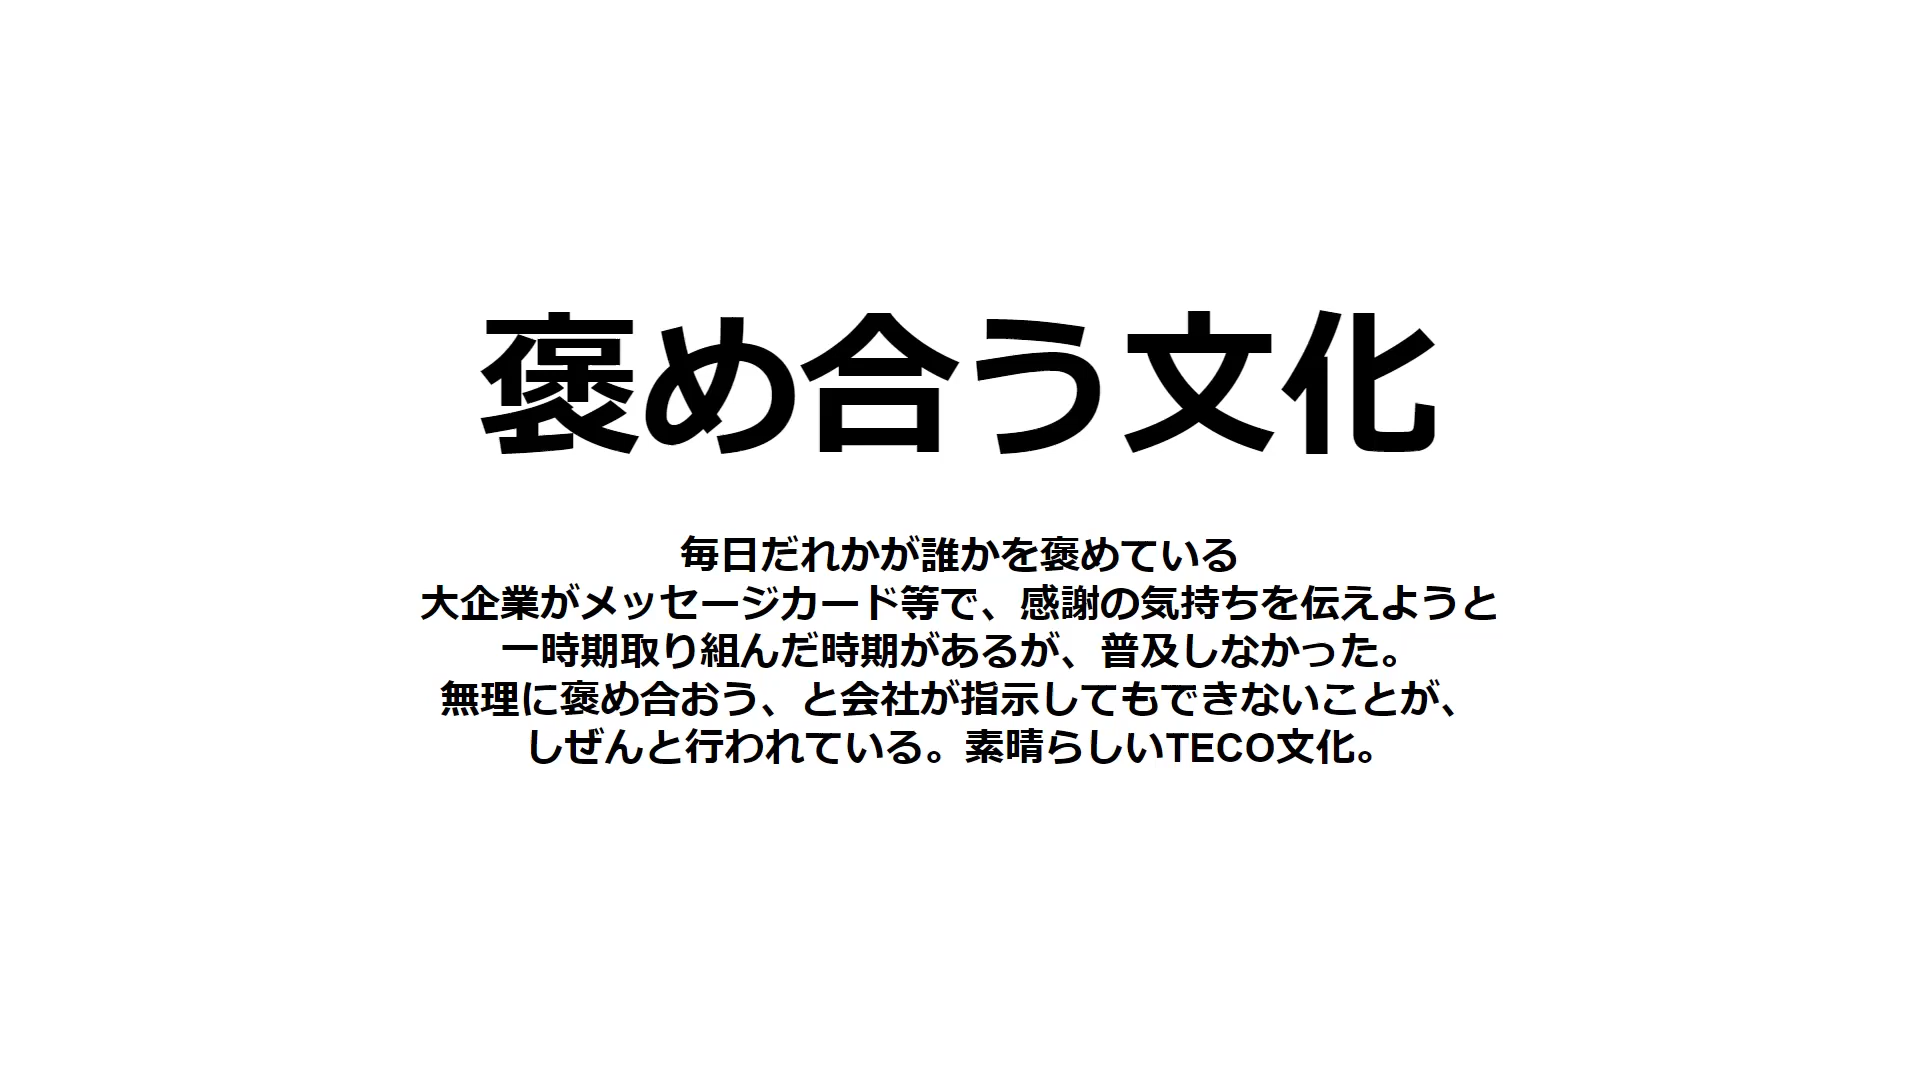 褒め合う文化
毎日だれかが誰かを褒めている
大企業がメッセージカード等で、感謝の気持ちを伝えようと
一時期取り組んだ時期があるが、普及しなかった。
無理に褒め合おう、と会社が指示してもできないことが、
しぜんと行われている。素晴らしいTECO文化。